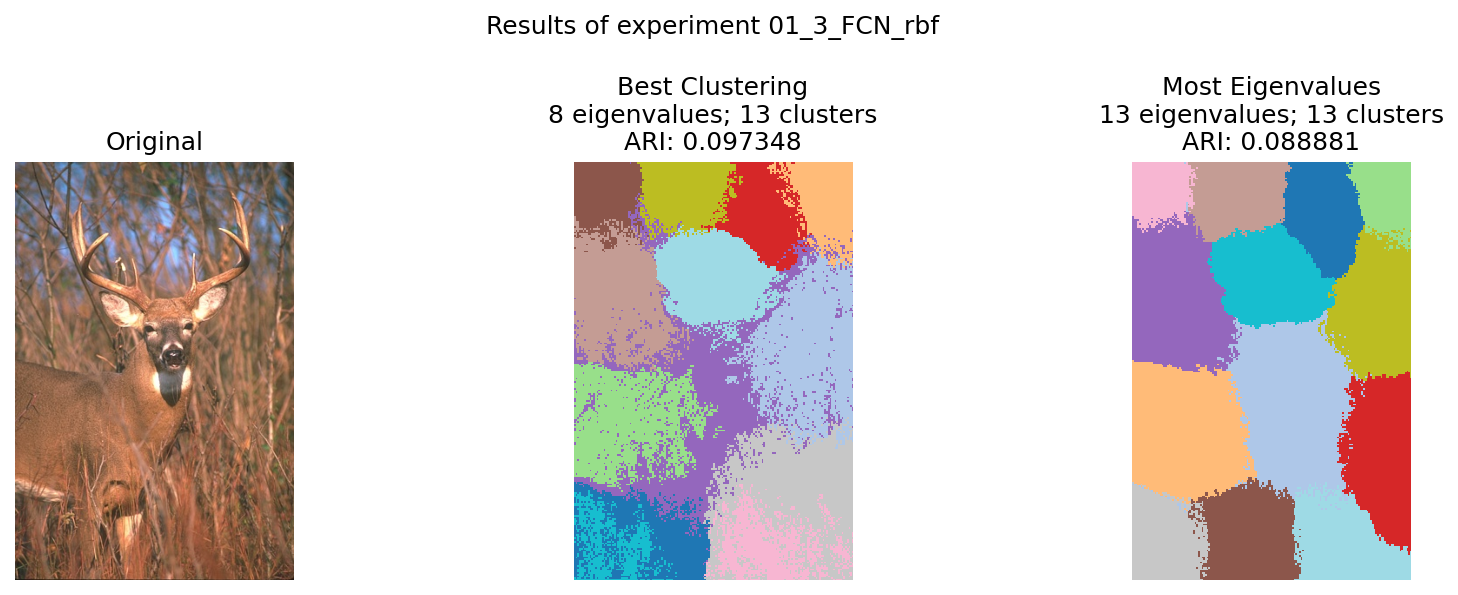 Results of experiment 01_3_FCN_rbf
Original
Best Clustering
8 eigenvalues; 13 clusters
ARI: 0.097348
Most Eigenvalues
13 eigenvalues; 13 clusters
ARI: 0.088881